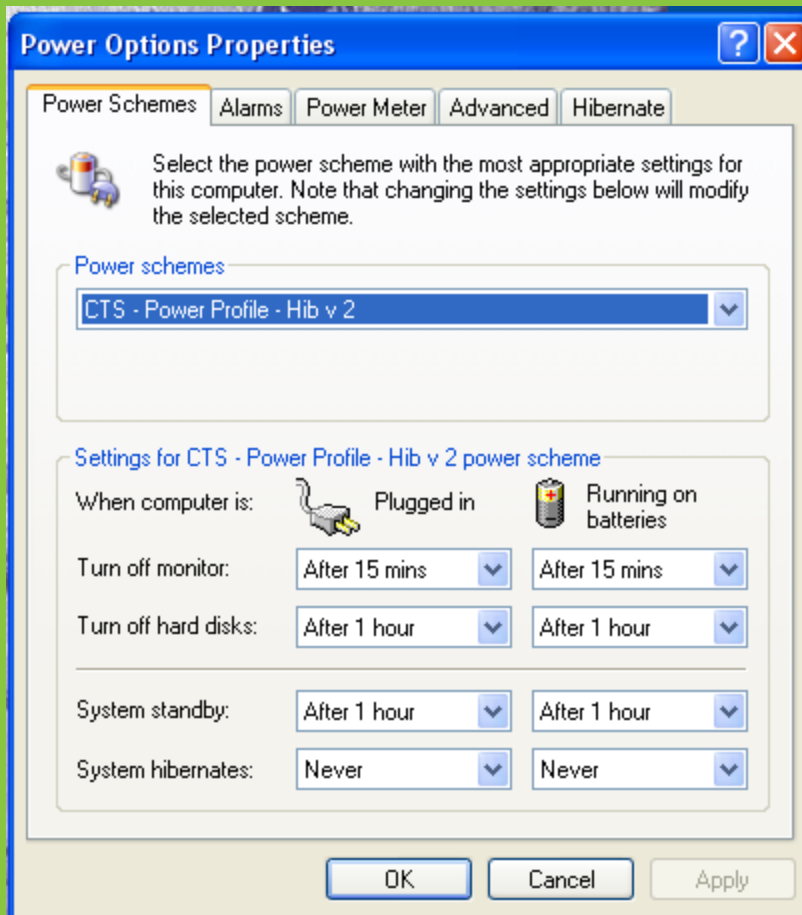 Power Options Properties
Power Schemes Alarms Power Meter Advanced Hibernate
Select the power scheme with the most appropriate settings for
this computer. Note that changing the settings below will modify
the selected scheme.
Power schemes
CTS - Power Profile - Hib v 2
Settings for CTS - Power Profile - Hib v 2 power scheme
When computer is: Plugged in Running on
batteries
Turn off monitor: After 15 mins After 15 mins
Turn off hard disks: After 1 hour After 1 hour
System standby: After 1 hour After 1 hour
System hibernates: Never Never
OK Cancel Apply